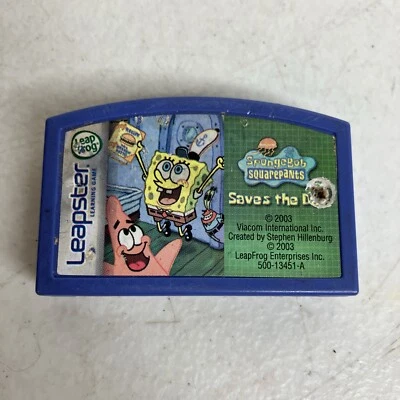 Leap
Frog
Leapster
LEARNING GAME
SpongeBob
SQUAREPANTS
Saves the D
© 2003
Viacom International Inc.
Created by Stephen Hillenburg
© 2003
LeapFrog Enterprises Inc.
500-13451-A